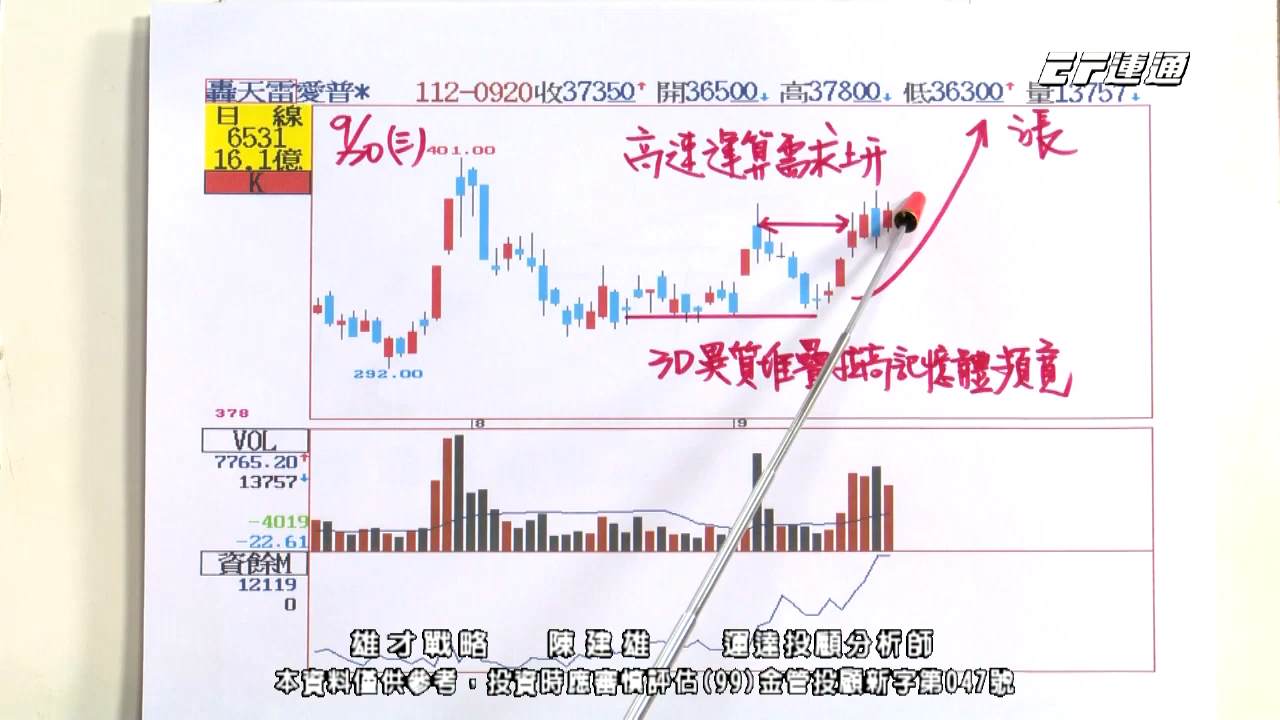 运通
轟天雷愛普* 112-0920收37350↑ 開36500↓ 高37800↓ 低36300↑ 量13757↓
日 線
6531
16.1億
K
9/20(三)
401.00
高速運算需求上升
漲
292.00
3D異質堆疊 拉高記憶體頻寬
378
8
9
VOL
7765.20↑
13757↓
-4019
-22.61
資餘M
12119
0
雄才戰略 陳建雄 運達投顧分析師
本資料僅供參考，投資時應審慎評估(99)金管投顧新字第047號